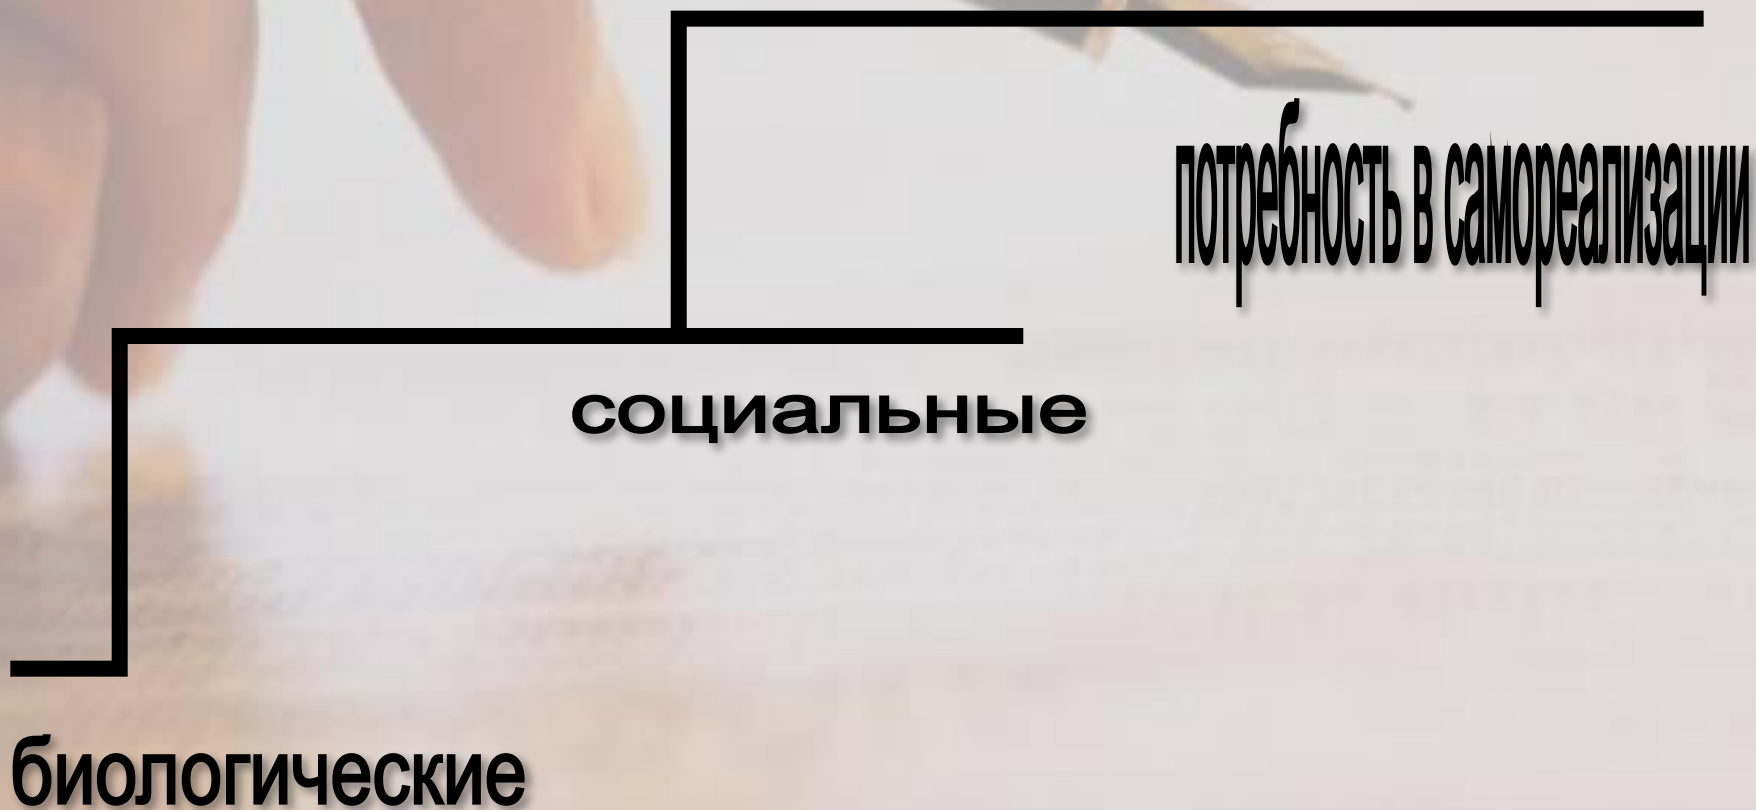 потребность в самореализации
социальные
биологические